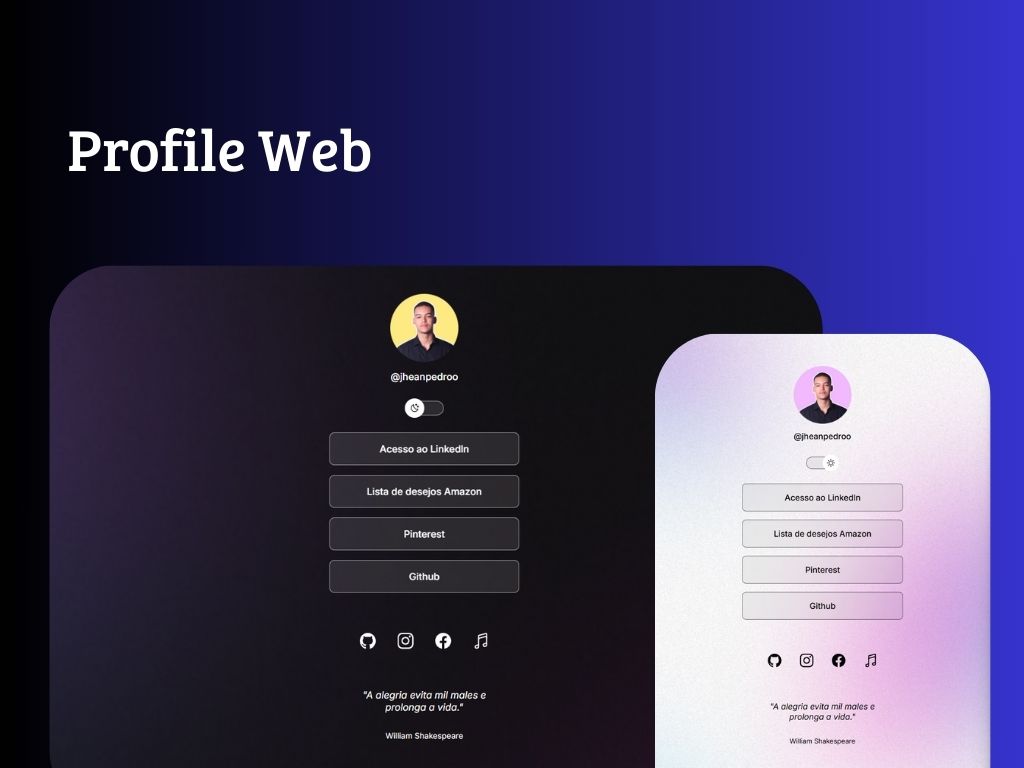 Profile Web
@jheanpedroo
Acesso ao LinkedIn
Lista de desejos Amazon
Pinterest
Github
"A alegria evita mil males e
prolonga a vida."
William Shakespeare
@jheanpedroo
Acesso ao LinkedIn
Lista de desejos Amazon
Pinterest
Github
"A alegria evita mil males e
prolonga a vida."
William Shakespeare